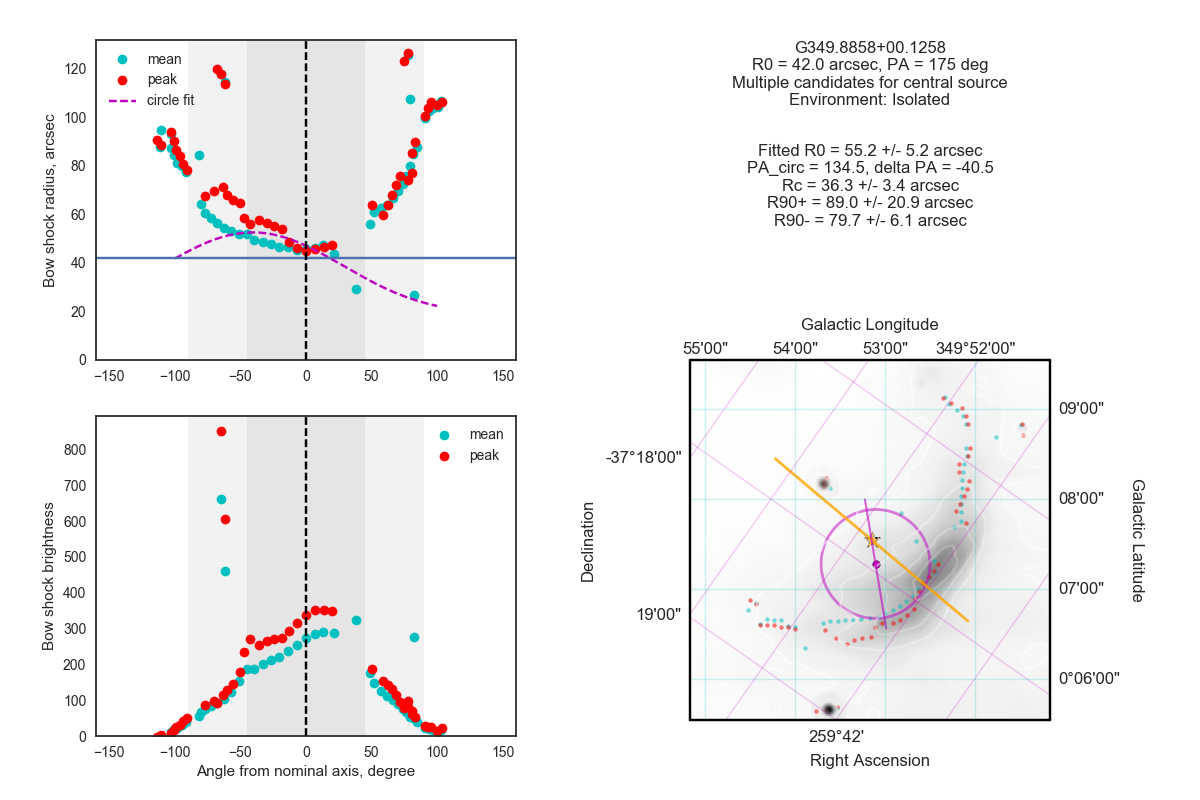 G349.8858+00.1258
R0 = 42.0 arcsec, PA = 175 deg
Multiple candidates for central source
Environment: Isolated
Fitted R0 = 55.2 +/- 5.2 arcsec
PA_circ = 134.5, delta PA = -40.5
Rc = 36.3 +/- 3.4 arcsec
R90+ = 89.0 +/- 20.9 arcsec
R90- = 79.7 +/- 6.1 arcsec
Bow shock radius, arcsec
120
100
80
60
40
20
0
mean
peak
circle fit
−150 −100 −50 0 50 100 150
Bow shock brightness
800
700
600
500
400
300
200
100
0
mean
peak
−150 −100 −50 0 50 100 150
Angle from nominal axis, degree
Galactic Longitude
55'00" 54'00" 53'00" 349°52'00"
09'00"
-37°18'00"
08'00"
Declination
Galactic Latitude
07'00"
19'00"
0°06'00"
259°42'
Right Ascension